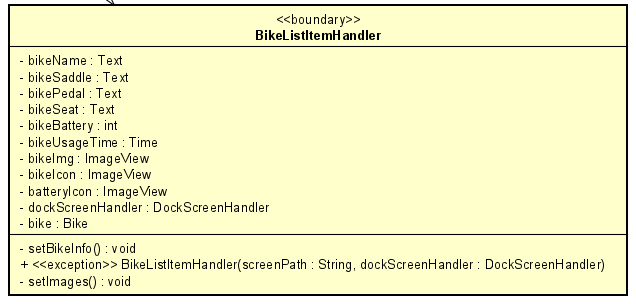 <<boundary>>
BikeListItemHandler
- bikeName : Text
- bikeSaddle : Text
- bikePedal : Text
- bikeSeat : Text
- bikeBattery : int
- bikeUsageTime : Time
- bikeImg : ImageView
- bikeIcon : ImageView
- batteryIcon : ImageView
- dockScreenHandler : DockScreenHandler
- bike : Bike
- setBikeInfo() : void
+ <<exception>> BikeListItemHandler(screenPath : String, dockScreenHandler : DockScreenHandler)
- setImages() : void